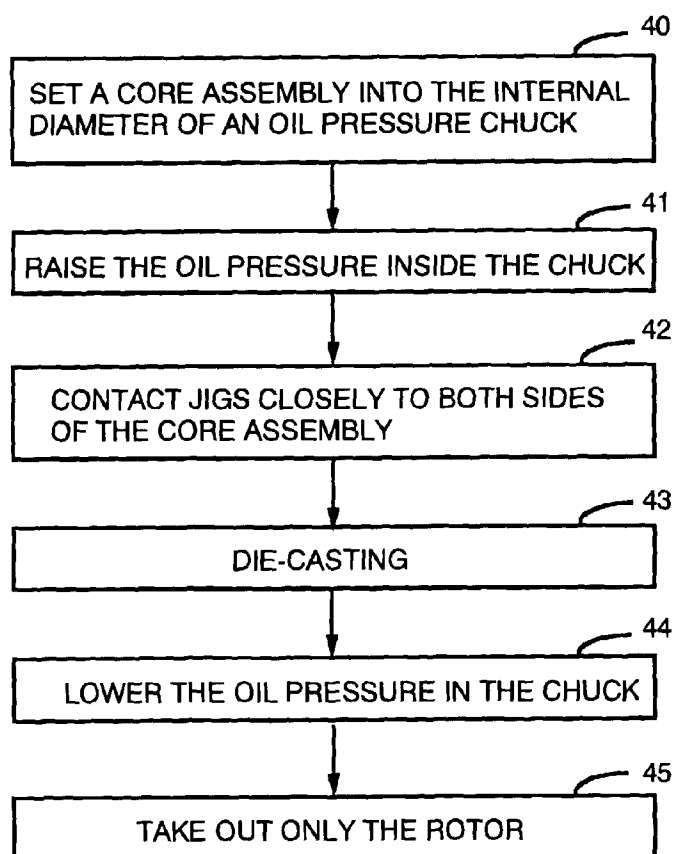 40
SET A CORE ASSEMBLY INTO THE INTERNAL
DIAMETER OF AN OIL PRESSURE CHUCK
41
RAISE THE OIL PRESSURE INSIDE THE CHUCK
42
CONTACT JIGS CLOSELY TO BOTH SIDES
OF THE CORE ASSEMBLY
43
DIE-CASTING
44
LOWER THE OIL PRESSURE IN THE CHUCK
45
TAKE OUT ONLY THE ROTOR